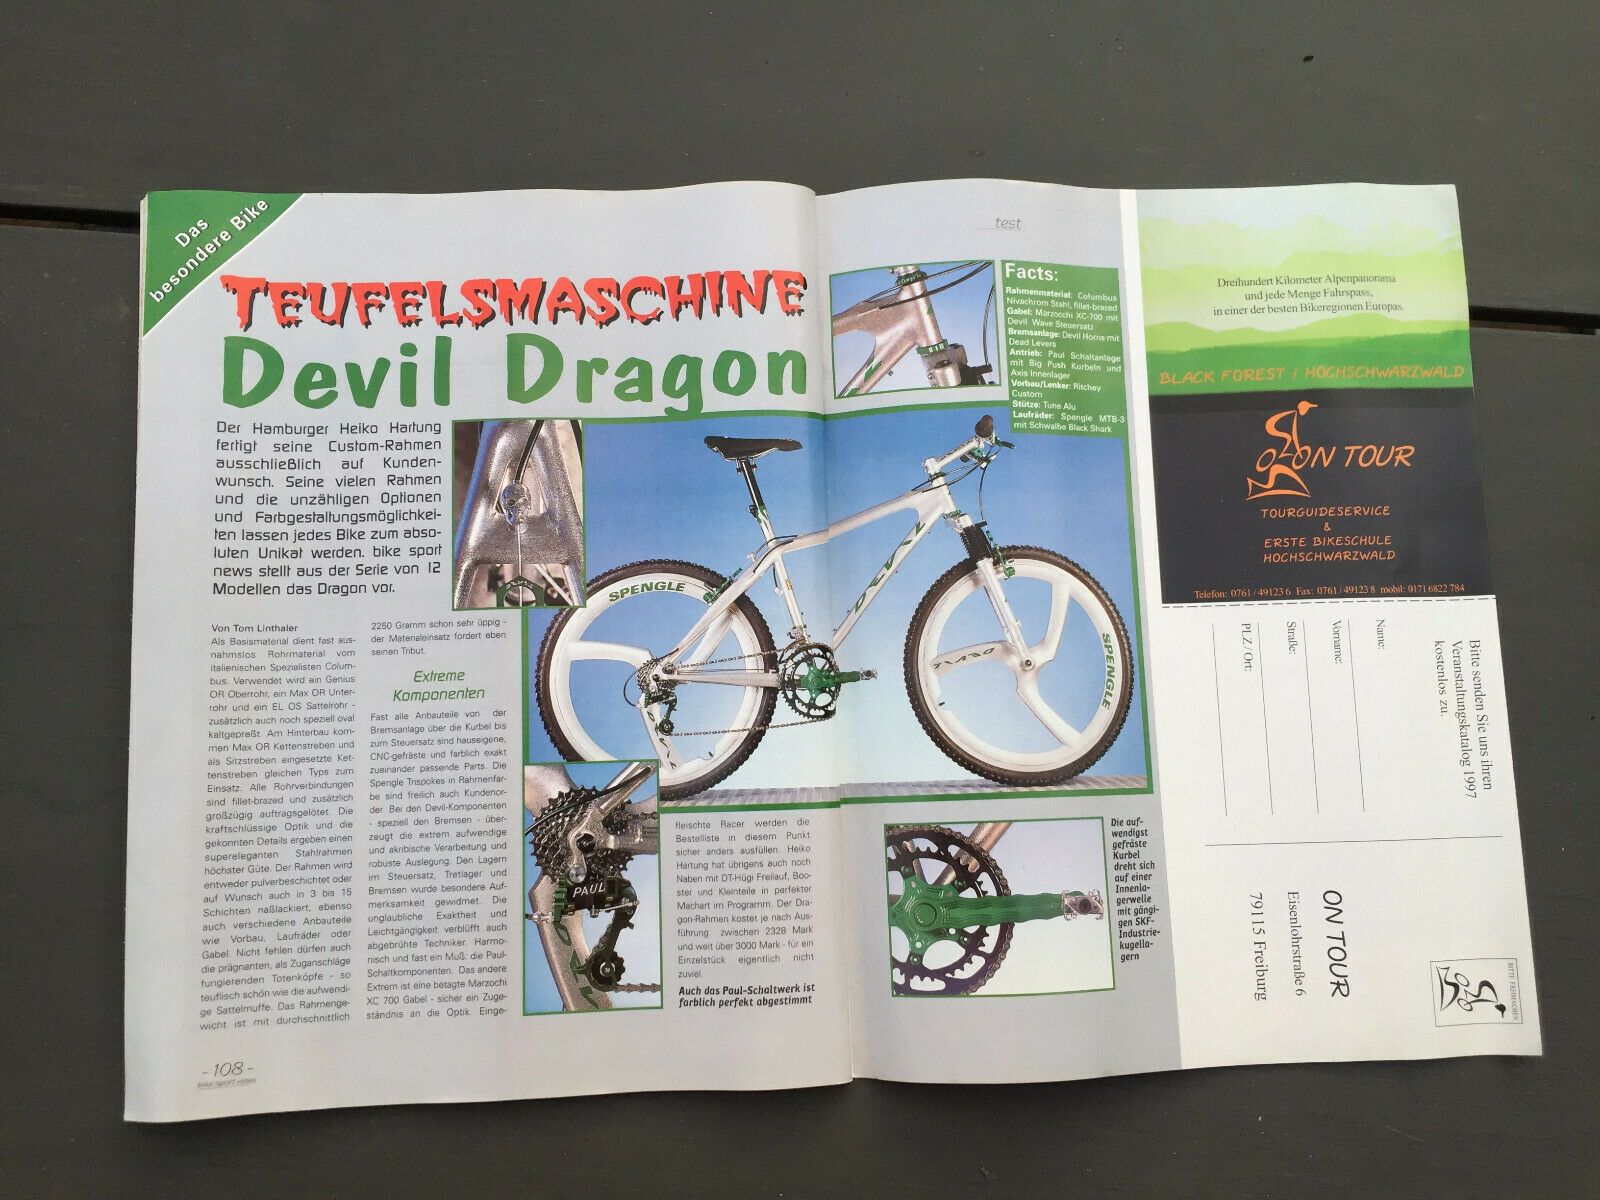 Das
besondere Bike
TEUFELSMASCHINE
Devil Dragon
Der Hamburger Heiko Hartung
fertigt seine Custom-Rahmen
ausschließlich auf Kunden-
wunsch. Seine vielen Rahmen
und die unzähligen Optionen
und Farbgestaltungsmöglichkei-
ten lassen jedes Bike zum abso-
luten Unikat werden. bike sport
news stellt aus der Serie von 12
Modellen das Dragon vor.
Von Tom Linthaler
Als Basismaterial dient fast aus-
nahmslos Rohrmaterial vom
italienischen Spezialisten Colum-
bus. Verwendet wird ein Genius
OR Oberrohr, ein Max OR Unter-
rohr und ein EL OS Sattelrohr -
zusätzlich auch noch speziell oval
kaltgepreßt. Am Hinterbau kom-
men Max OR Kettenstreben und
als Sitzstreben eingesetzte Ket-
tenstreben gleichen Typs zum
Einsatz. Alle Rohrverbindungen
sind fillet-brazed und zusätzlich
großzügig auftragsgelötet. Die
kraftschlüssige Optik und die
gekonnten Details ergeben einen
supereleganten Stahlrahmen
höchster Güte. Der Rahmen wird
entweder pulverbeschichtet oder
auf Wunsch auch in 3 bis 15
Schichten naßlackiert, ebenso
auch verschiedene Anbauteile
wie Vorbau, Laufräder oder
Gabel. Nicht fehlen dürfen auch
die prägnanten, als Zuganschläge
fungierenden Totenköpfe - so
teuflisch schön wie die aufwendi-
ge Sattelmuffe. Das Rahmenge-
wicht ist mit durchschnittlich
2250 Gramm schon sehr üppig -
der Materialeinsatz fordert eben
seinen Tribut.
Extreme
Komponenten
Fast alle Anbauteile von der
Bremsanlage über die Kurbel bis
zum Steuersatz sind hauseigene,
CNC-gefräste und farblich exakt
zueinander passende Parts. Die
Spengle Trispokes in Rahmenfar-
be sind freilich auch Kundenor-
der. Bei den Devil-Komponenten
- speziell den Bremsen - über-
zeugt die extrem aufwendige
und akribische Verarbeitung und
robuste Auslegung. Den Lagern
im Steuersatz, Tretlager und
Bremsen wurde besondere Auf-
merksamkeit gewidmet. Die
unglaubliche Exaktheit und
Leichtgängigkeit verblüfft auch
abgebrühte Techniker. Harmo-
nisch und fast ein Muß: die Paul-
Schaltkomponenten. Das andere
Extrem ist eine betagte Marzocchi
XC 700 Gabel - sicher ein Zuge-
ständnis an die Optik. Einge-
fleischte Racer werden die
Bestelliste in diesem Punkt
sicher anders ausfüllen. Heiko
Hartung hat übrigens auch noch
Naben mit DT-Hügi Freilauf, Boo-
ster und Kleinteile in perfekter
Machart im Programm. Der Dra-
gon-Rahmen kostet je nach Aus-
führung zwischen 2328 Mark
und weit über 3000 Mark - für ein
Einzelstück eigentlich nicht
zuviel.
Auch das Paul-Schaltwerk ist
farblich perfekt abgestimmt
- 108 -
bike sport news
test
Facts:
Rahmenmaterial: Columbus
Nivachrom Stahl, fillet-brazed
Gabel: Marzocchi XC-700 mit
Devil Wave Steuersatz
Bremsanlage: Devil Horns mit
Dead Levers
Antrieb: Paul Schaltanlage
mit Big Push Kurbeln und
Axis Innenlager
Vorbau/Lenker: Ritchey
Custom
Stütze: Tune Alu
Laufräder: Spengle MTB-3
mit Schwalbe Black Shark
SPENGLE
DEVIL
DEVIL
SPENGLE
PAUL
Die auf-
wendigst
gefräste
Kurbel
dreht sich
auf einer
Innenla-
gerwelle
mit gängi-
gen SKF-
Industrie-
kugella-
gern
Dreihundert Kilometer Alpenpanorama
und jede Menge Fahrspass,
in einer der besten Bikeregionen Europas.
BLACK FOREST / HOCHSCHWARZWALD
ON TOUR
TOURGUIDESERVICE
&
ERSTE BIKESCHULE
HOCHSCHWARZWALD
Telefon: 0761 / 49123 6 Fax: 0761 / 49123 8 mobil: 0171 6822 784
Bitte senden Sie uns ihren
Veranstaltungskatalog 1997
kostenlos zu.
Name:
Vorname:
Straße:
PLZ / Ort:
ON TOUR
Eisenlohrstraße 6
79115 Freiburg
BITTE FREIMACHEN